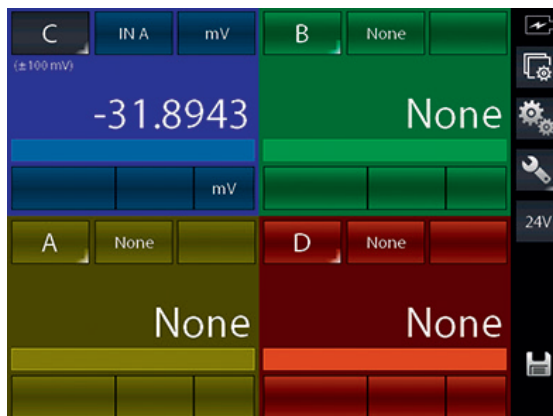 C IN A mV
(±100 mV)
-31.8943
mV
B None
None
A None
None
D None
None
24V